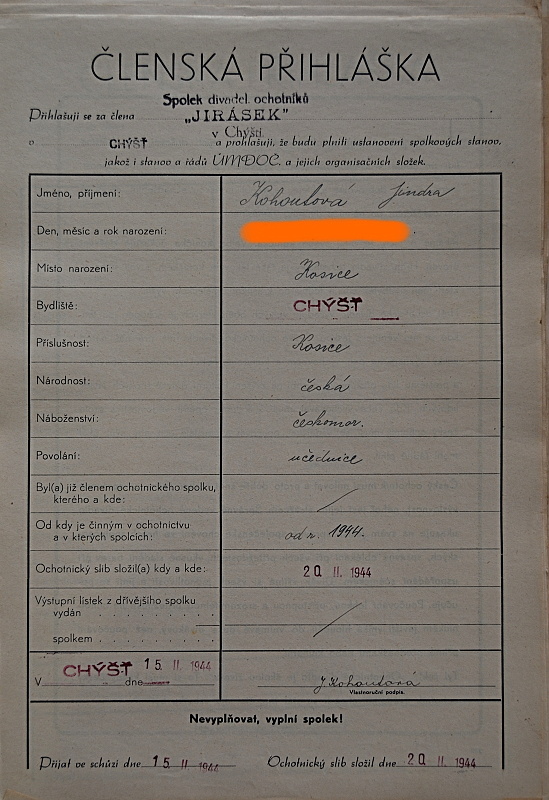 ČLENSKÁ PŘIHLÁŠKA
Spolek divadel. ochotníků
Přihlašuji se za člena „JIRÁSEK“
v Chýšti
v CHÝŠŤ a prohlašuji, že budu plniti ustanovení spolkových stanov,
jakož i stanov a řádů ÚMDOČ. a jejich organisačních složek.
Jméno, příjmení: Kohoutová Jindra
Den, měsíc a rok narození:
Místo narození: Kosice
Bydliště: CHÝŠŤ
Příslušnost: Kosice
Národnost: česká
Náboženství: českomor.
Povolání: učednice
Byl(a) již členem ochotnického spolku,
kterého a kde: /
Od kdy je činným v ochotnictvu
a v kterých spolcích: od r. 1944.
Ochotnický slib složil(a) kdy a kde: 20 II. 1944
Výstupní lístek z dřívějšího spolku
vydán . . . . . . . .
spolkem . . . . . . . . /
V CHÝŠŤ dne 15. II. 1944
J. Kohoutová
Vlastnoruční podpis.
Nevyplňovat, vyplní spolek!
Přijat ve schůzi dne 15. II. 1944 Ochotnický slib složil dne 20 II. 1944